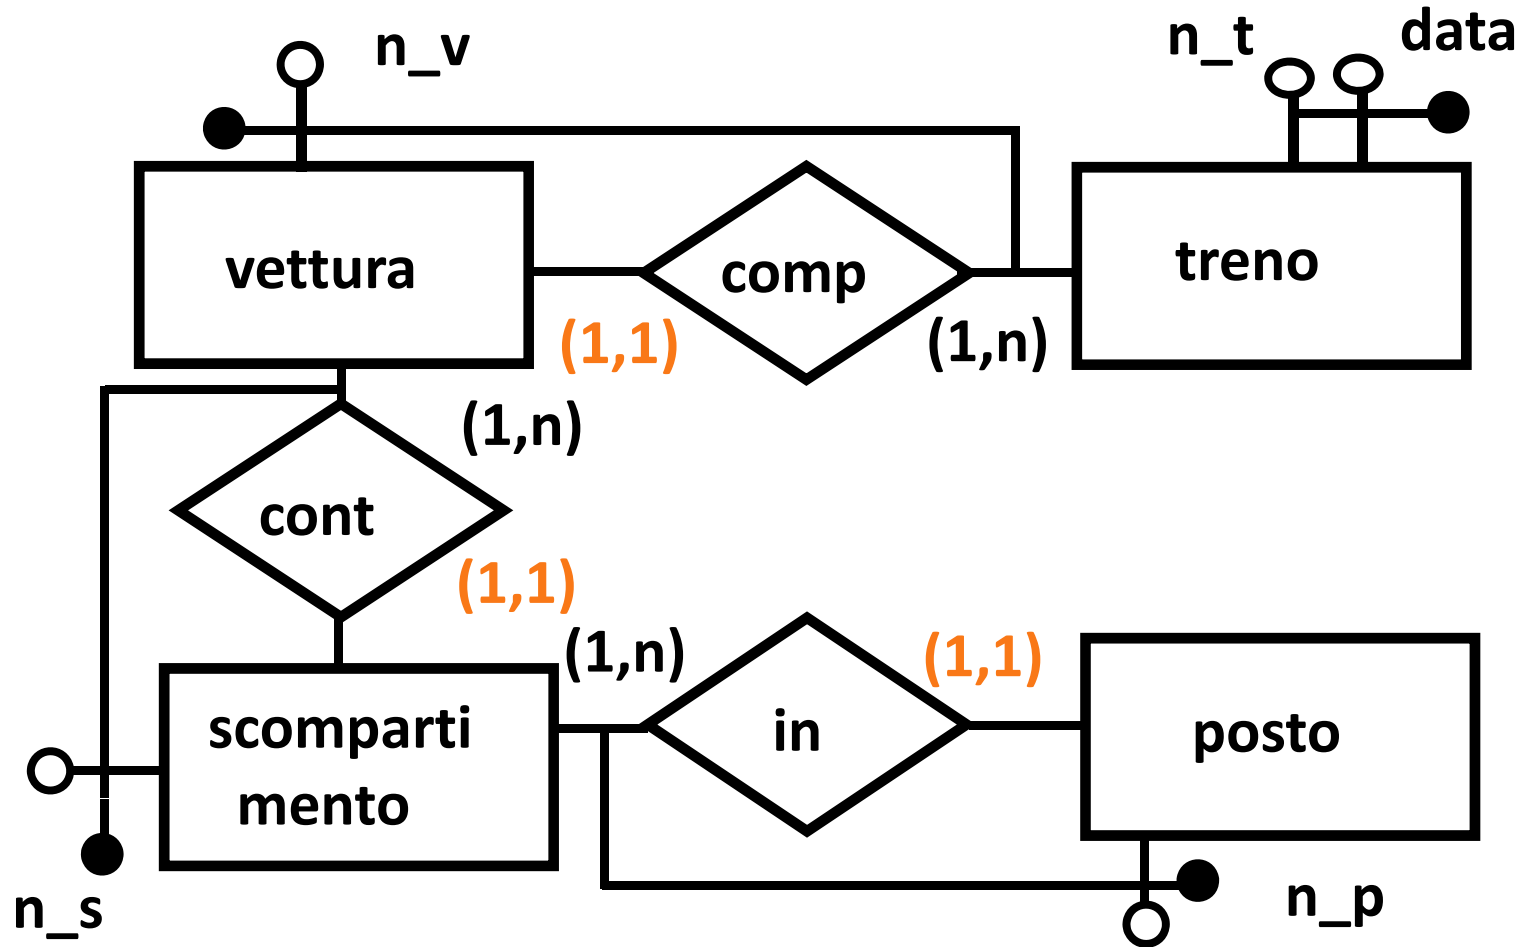 n_v
n_t
data
vettura
comp
treno
(1,1)
(1,n)
(1,n)
cont
(1,1)
(1,n)
(1,1)
scomparti
mento
in
posto
n_s
n_p